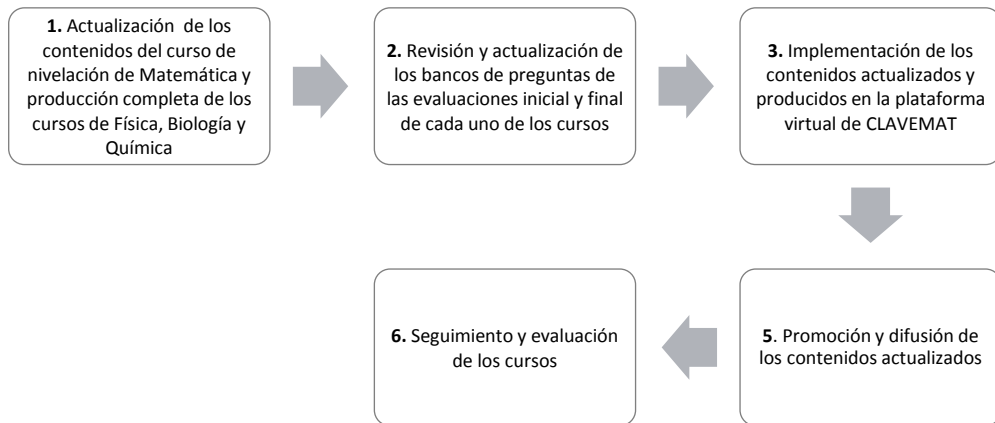 1. Actualización de los
contenidos del curso de
nivelación de Matemática y
producción completa de los
cursos de Física, Biología y
Química
2. Revisión y actualización de
los bancos de preguntas de
las evaluaciones inicial y final
de cada uno de los cursos
3. Implementación de los
contenidos actualizados y
producidos en la plataforma
virtual de CLAVEMAT
5. Promoción y difusión de
los contenidos actualizados
6. Seguimiento y evaluación
de los cursos